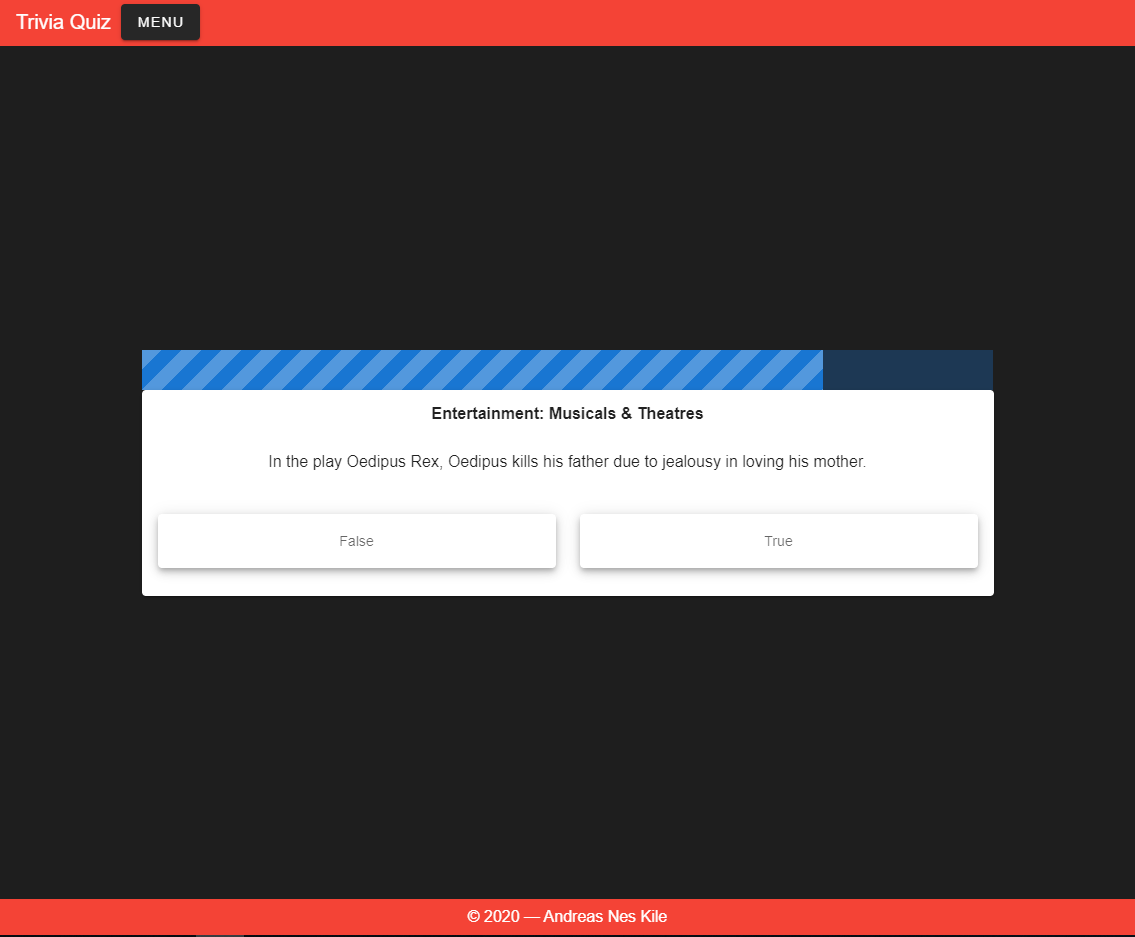 Trivia Quiz MENU
Entertainment: Musicals & Theatres
In the play Oedipus Rex, Oedipus kills his father due to jealousy in loving his mother.
False True
© 2020 — Andreas Nes Kile